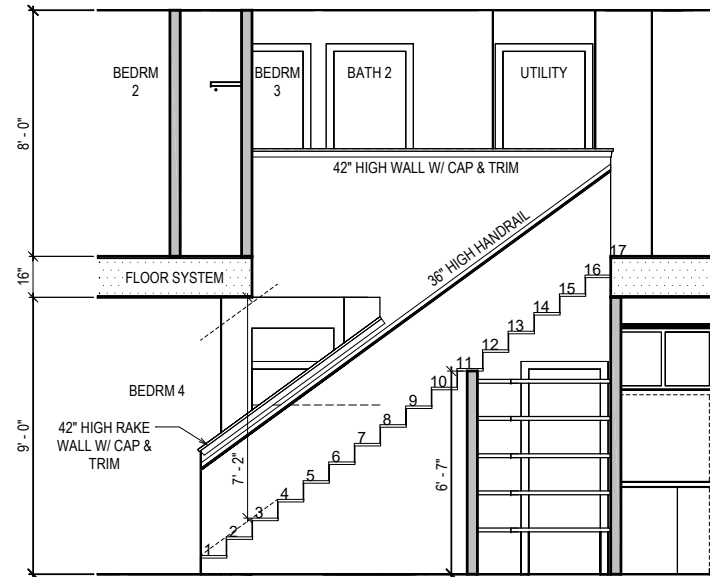 BEDRM
2
BEDRM
3
BATH 2
UTILITY
8' - 0"
42" HIGH WALL W/ CAP & TRIM
36" HIGH HANDRAIL
16"
FLOOR SYSTEM
17
16
15
14
13
12
11
10
9
8
7
6
5
4
3
2
1
BEDRM 4
42" HIGH RAKE
WALL W/ CAP &
TRIM
9' - 0"
7' - 2"
6' - 7"